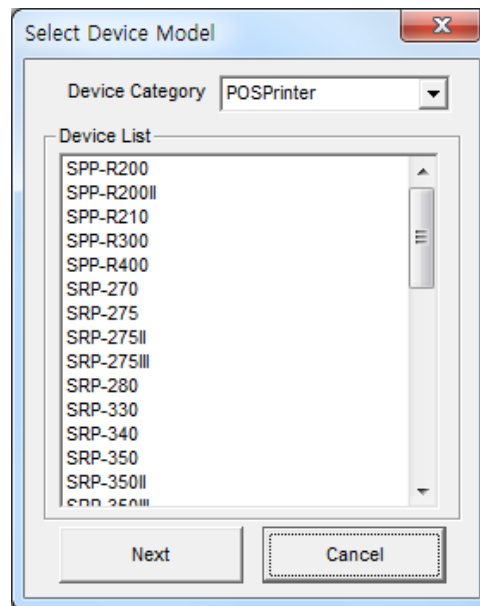 Select Device Model
Device Category POSPrinter
Device List
SPP-R200
SPP-R200II
SPP-R210
SPP-R300
SPP-R400
SRP-270
SRP-275
SRP-275II
SRP-275III
SRP-280
SRP-330
SRP-340
SRP-350
SRP-350II
SRP-350III
Next Cancel